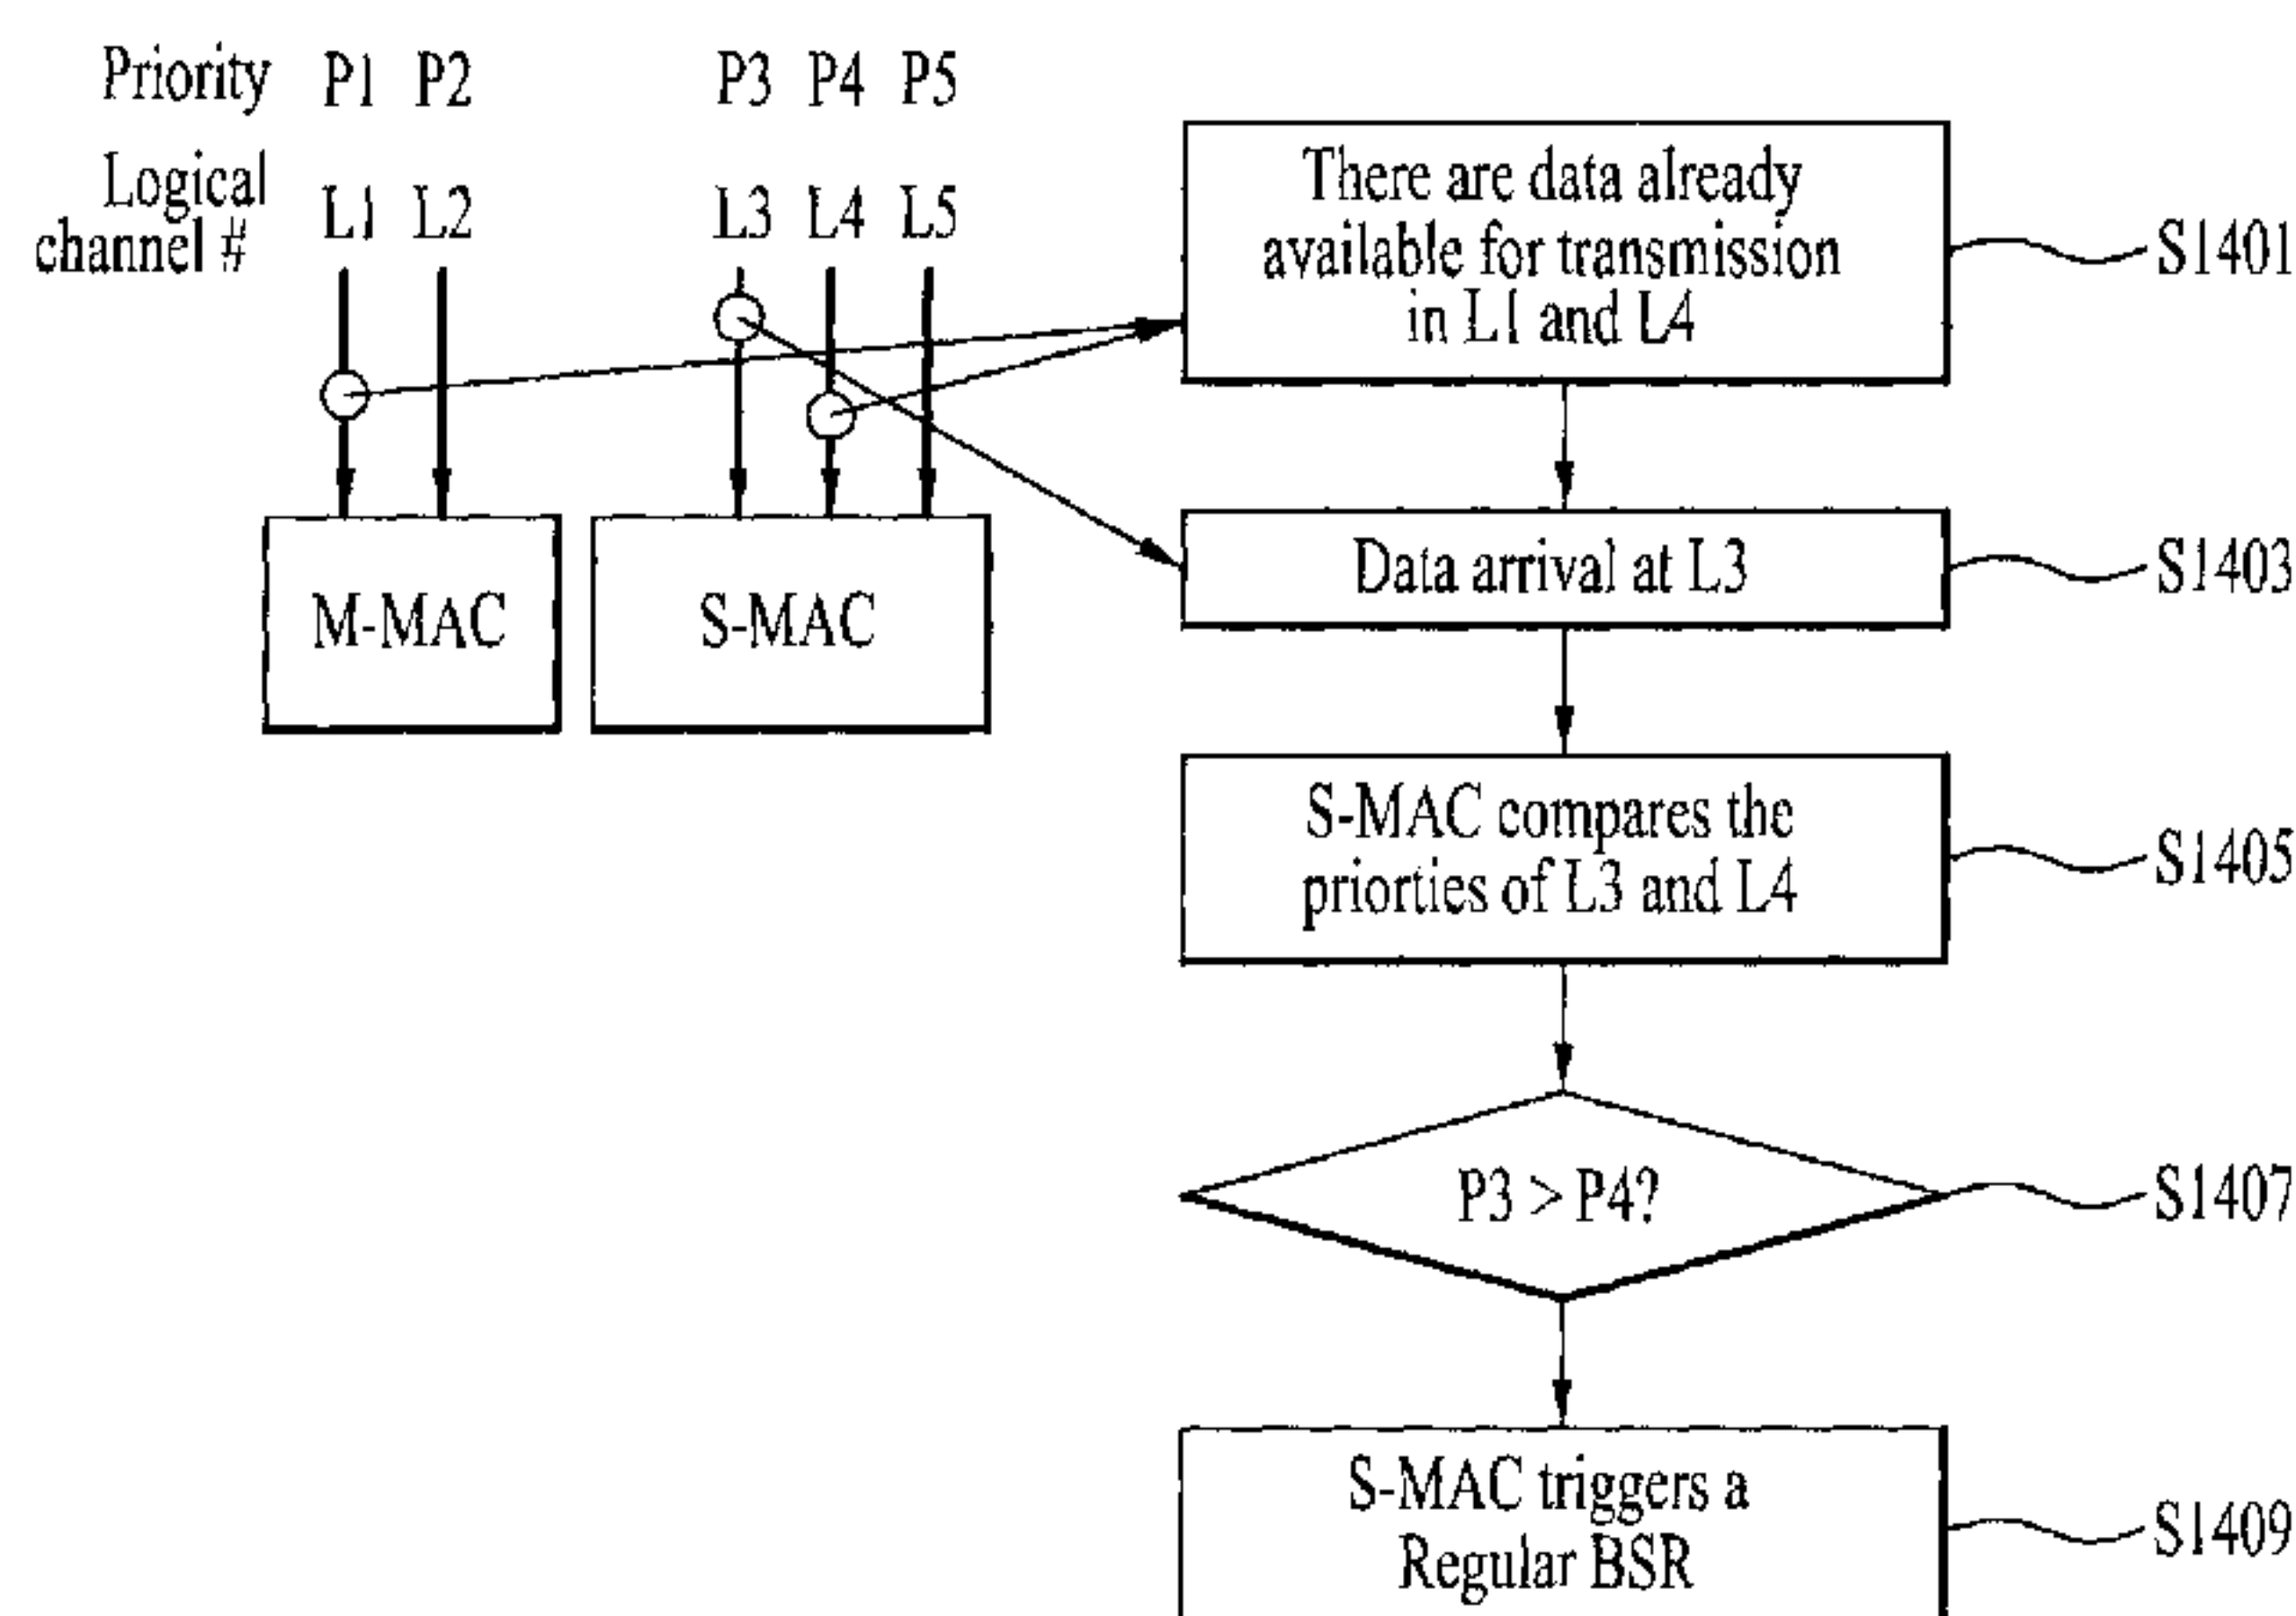 Priority P1 P2 P3 P4 P5
Logical
channel # L1 L2 L3 L4 L5
M-MAC
S-MAC
There are data already
available for transmission
in L1 and L4
S1401
Data arrival at L3
S1403
S-MAC compares the
priorties of L3 and L4
S1405
P3 > P4?
S1407
S-MAC triggers a
Regular BSR
S1409